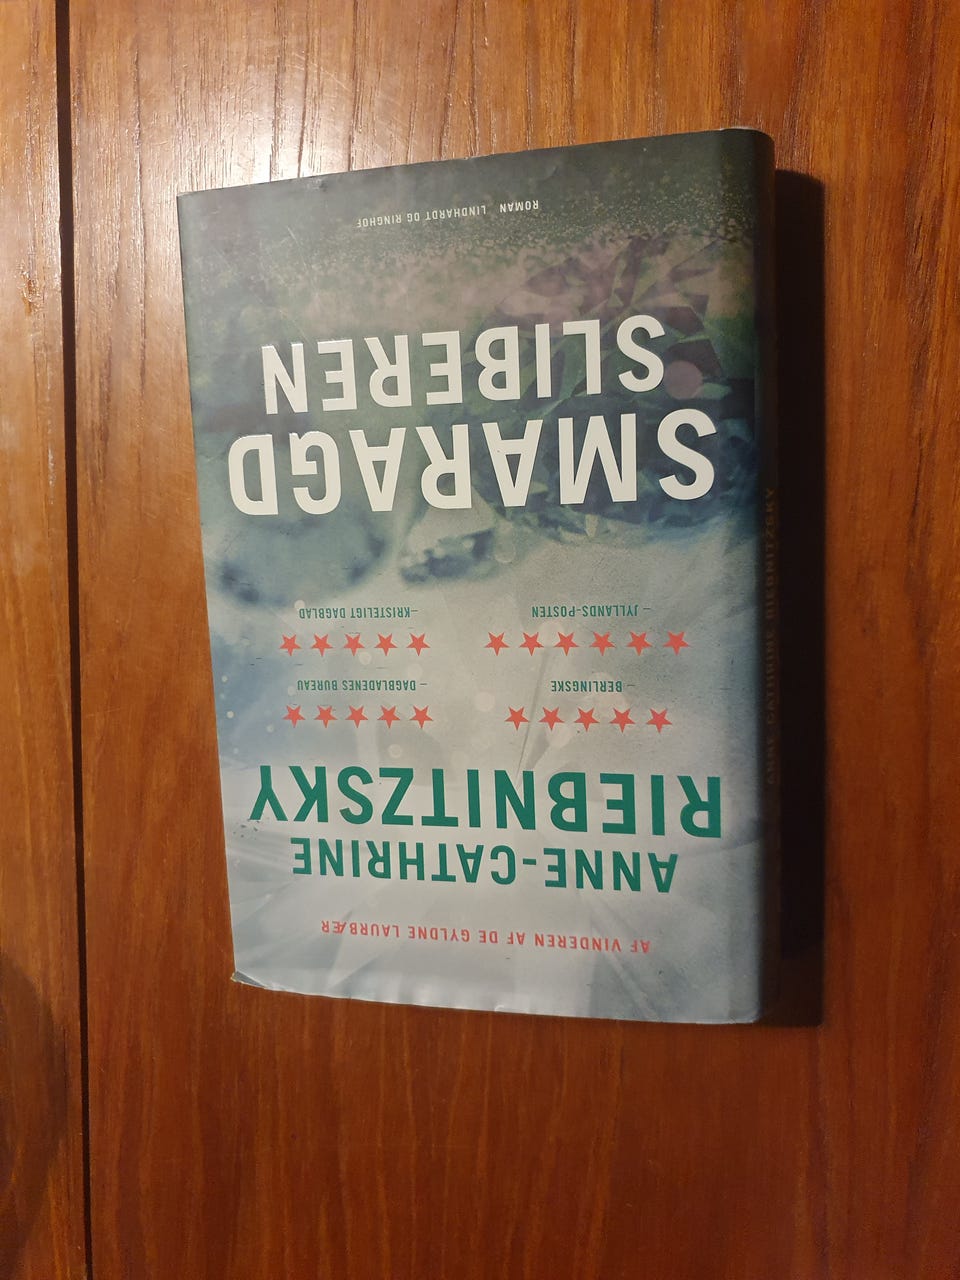 AF VINDEREN AF DE GYLDNE LAURBÆR
ANNE-CATHRINE
RIEBNITZSKY
★★★★★ ★★★★★
– BERLINGSKE – DAGBLADENES BUREAU
★★★★★★ ★★★★★
– JYLLANDS-POSTEN –KRISTELIGT DAGBLAD
SMARAGD
SLIBEREN
ROMAN LINDHARDT OG RINGHOF
ANNE-CATHRINE RIEBNITZSKY